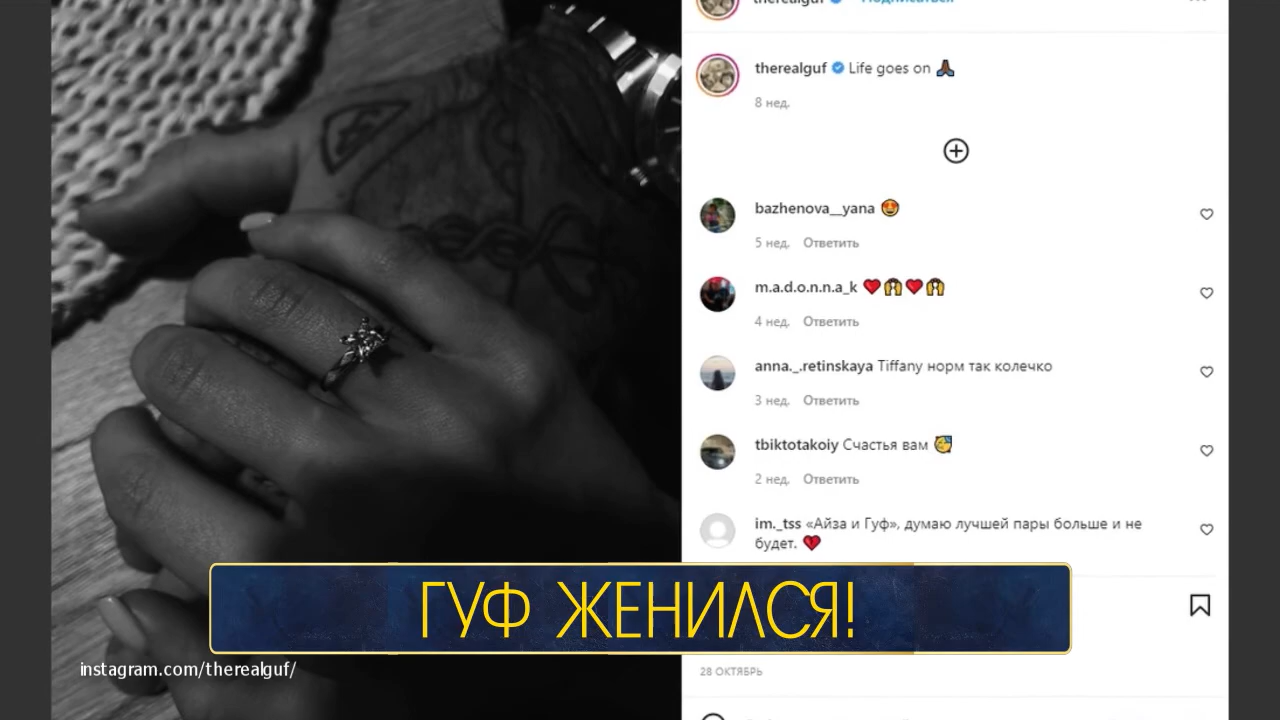 therealguf Подписаться
therealguf Life goes on 🙏🏿
8 нед.
bazhenova__yana 😍
5 нед. Ответить
m.a.d.o.n.n.a_k ❤️🙌❤️🙌
4 нед. Ответить
anna._.retinskaya Tiffany норм так колечко
3 нед. Ответить
tbiktotakoiy Счастья вам 🥳
2 нед. Ответить
im._tss «Айза и Гуф», думаю лучшей пары больше и не
будет. 💔
ГУФ ЖЕНИЛСЯ!
instagram.com/therealguf/
28 ОКТЯБРЬ